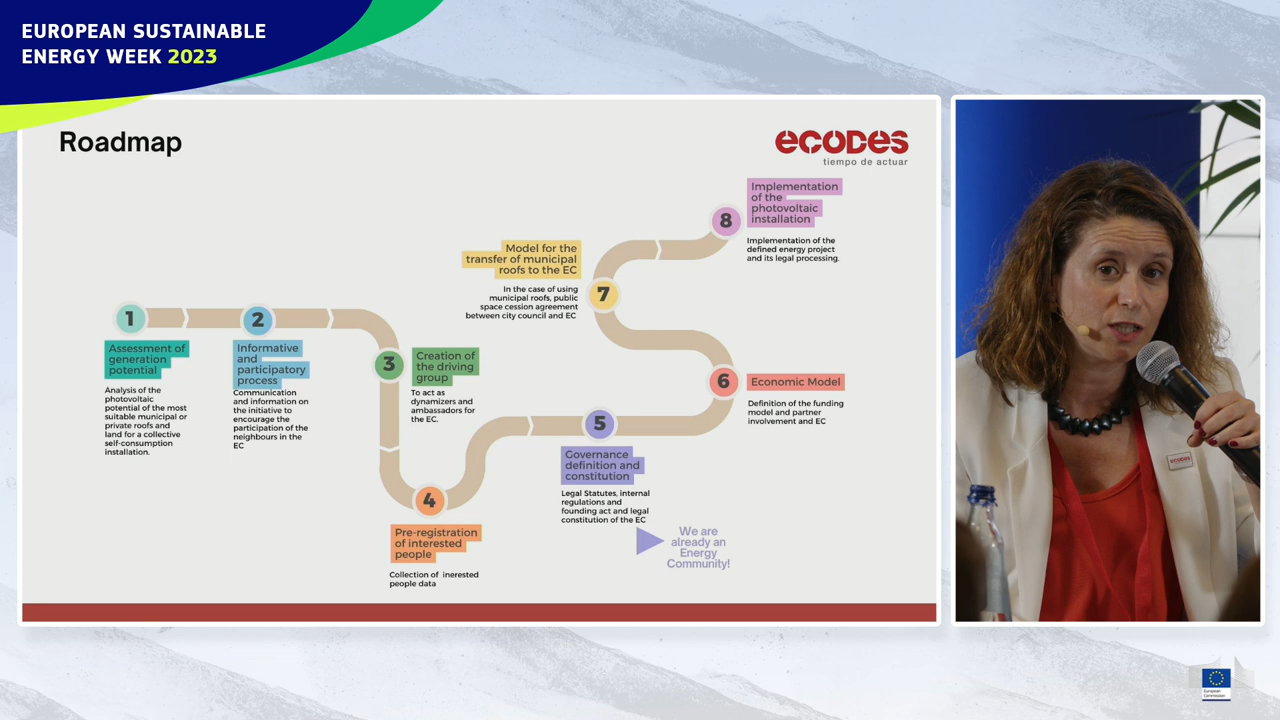 EUROPEAN SUSTAINABLE
ENERGY WEEK 2023
Roadmap
ecodes
tiempo de actuar
1
Assessment of
generation
potential
Analysis of the
photovoltaic
potential of the most
suitable municipal or
private roofs and
land for a collective
self-consumption
installation.
2
Informative
and
participatory
process
Communication
and information on
the initiative to
encourage the
participation of the
neighbours in the
EC
3
Creation of
the driving
group
To act as
dynamizers and
ambassadors for
the EC.
4
Pre-registration
of interested
people
Collection of inerested
people data
5
Governance
definition and
constitution
Legal Statutes, internal
regulations and
founding act and legal
constitution of the EC
We are
already an
Energy
Community!
6
Economic Model
Definition of the funding
model and partner
involvement and EC
7
Model for the
transfer of municipal
roofs to the EC
In the case of using
municipal roofs, public
space cession agreement
between city council and EC
8
Implementation
of the
photovoltaic
installation
Implementation of the
defined energy project
and its legal processing.
ecodes
European
Commission